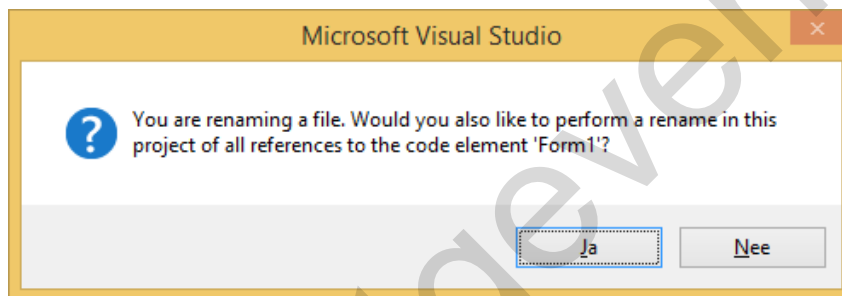 Microsoft Visual Studio
You are renaming a file. Would you also like to perform a rename in this
project of all references to the code element 'Form1'?
Ja
Nee